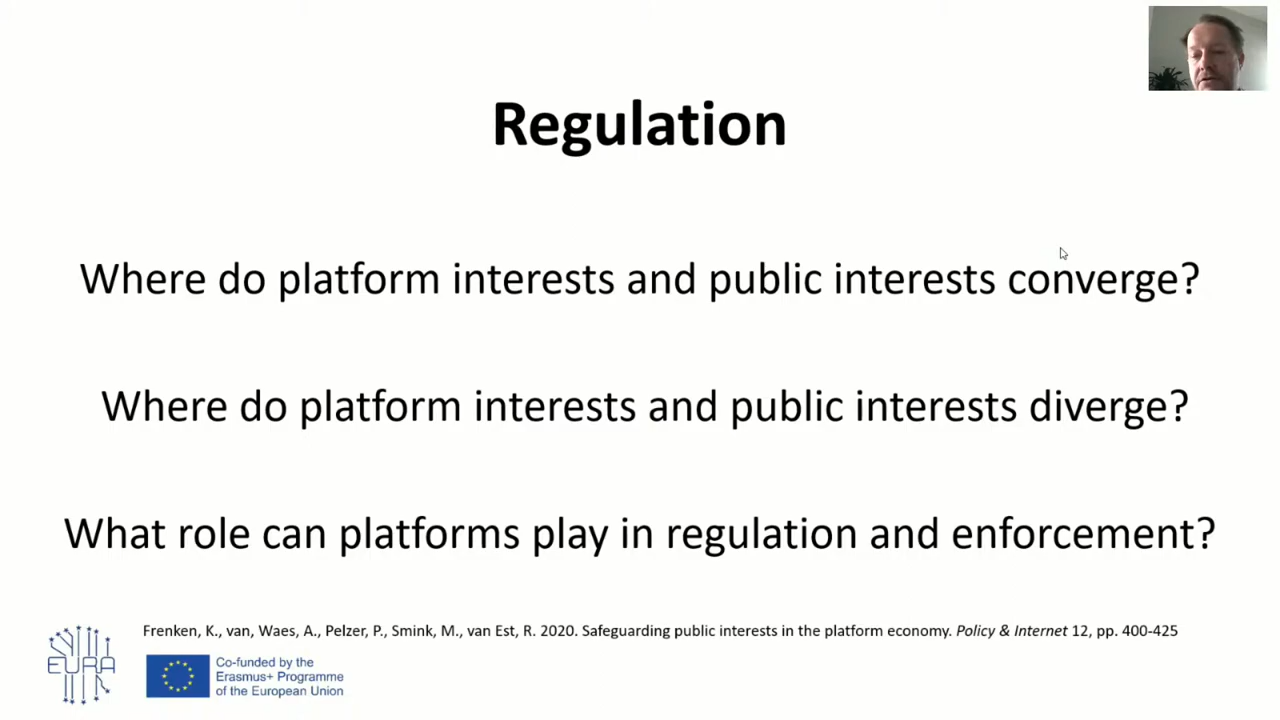 Regulation
Where do platform interests and public interests converge?
Where do platform interests and public interests diverge?
What role can platforms play in regulation and enforcement?
Frenken, K., van, Waes, A., Pelzer, P., Smink, M., van Est, R. 2020. Safeguarding public interests in the platform economy. Policy & Internet 12, pp. 400-425
EURA
Co-funded by the
Erasmus+ Programme
of the European Union